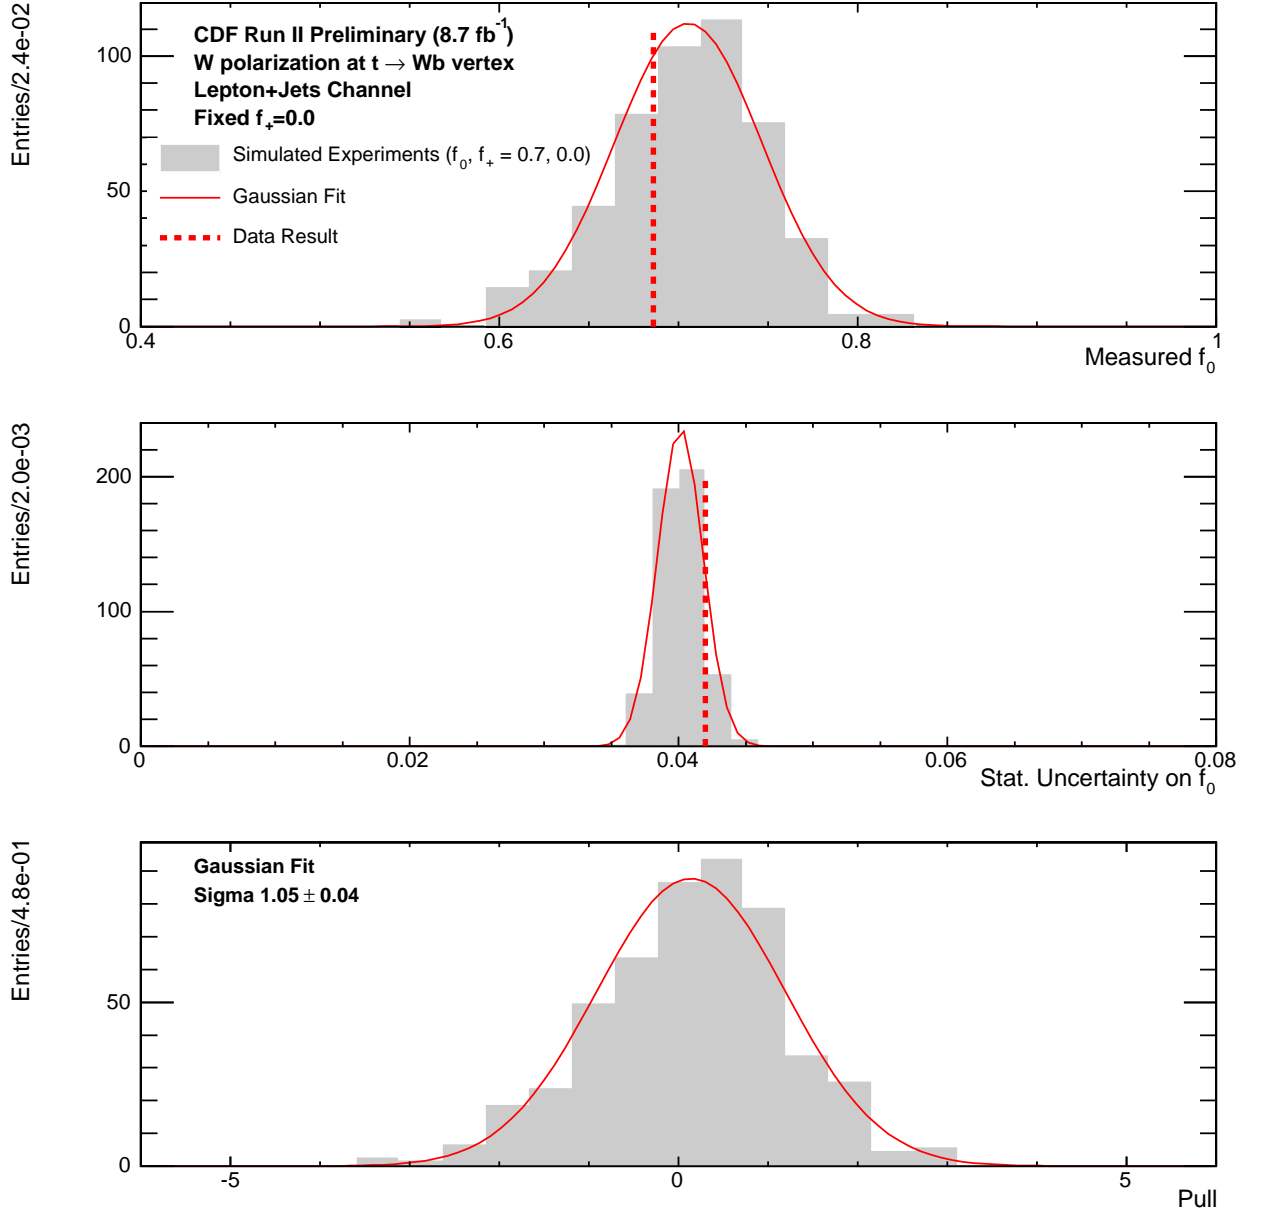 Entries/2.4e-02
CDF Run II Preliminary (8.7 fb⁻¹)
W polarization at t → Wb vertex
Lepton+Jets Channel
Fixed f₊=0.0
Simulated Experiments (f₀, f₊ = 0.7, 0.0)
Gaussian Fit
Data Result
100
50
0
0.4 0.6 0.8 1
Measured f₀
Entries/2.0e-03
200
100
0
0 0.02 0.04 0.06 0.08
Stat. Uncertainty on f₀
Entries/4.8e-01
Gaussian Fit
Sigma 1.05 ± 0.04
50
0
-5 0 5
Pull